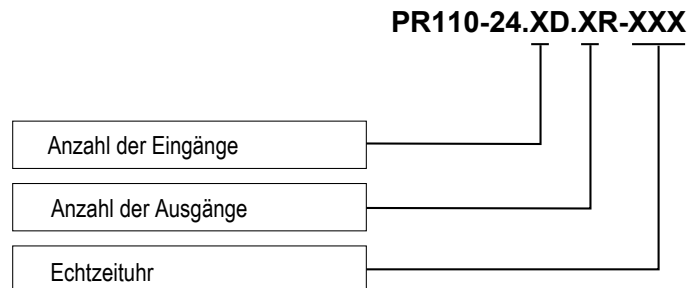 PR110-24.XD.XR-XXX
Anzahl der Eingänge
Anzahl der Ausgänge
Echtzeituhr